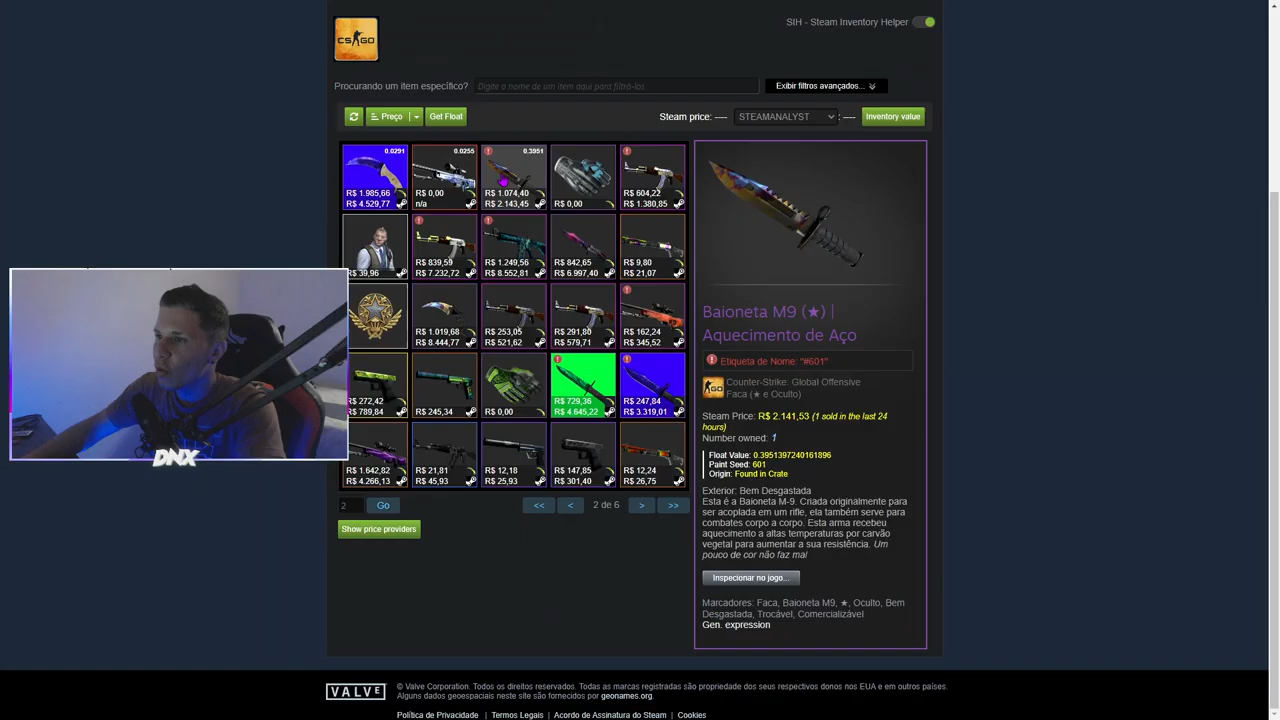 SIH - Steam Inventory Helper
CS GO
Procurando um item específico?
Digite o nome de um item aqui para filtrá-los
Exibir filtros avançados...
Preço
Get Float
Steam price: ----
STEAMANALYST
: ----
Inventory value
0.0291
R$ 1.985,66
R$ 4.529,77
0.0255
R$ 0,00
n/a
0.3951
R$ 1.074,40
R$ 2.143,45
R$ 0,00
R$ 604,22
R$ 1.380,85
R$ 39,96
R$ 839,59
R$ 7.232,72
R$ 1.249,56
R$ 8.552,81
R$ 842,65
R$ 6.997,40
R$ 9,80
R$ 21,07
R$ 1.019,68
R$ 8.444,77
R$ 253,05
R$ 521,62
R$ 291,80
R$ 579,71
R$ 162,24
R$ 345,52
R$ 272,42
R$ 789,84
R$ 245,34
R$ 0,00
R$ 729,36
R$ 4.645,22
R$ 247,84
R$ 3.319,01
R$ 1.642,82
R$ 4.266,13
R$ 21,81
R$ 45,93
R$ 12,18
R$ 25,93
R$ 147,85
R$ 301,40
R$ 12,24
R$ 26,75
2
Go
<<
<
2 de 6
>
>>
Show price providers
Baioneta M9 (★) |
Aquecimento de Aço
Etiqueta de Nome: "#601"
Counter-Strike: Global Offensive
Faca (★ e Oculto)
Steam Price: R$ 2.141,53 (1 sold in the last 24
hours)
Number owned: 1
Float Value: 0.3951397240161896
Paint Seed: 601
Origin: Found in Crate
Exterior: Bem Desgastada
Esta é a Baioneta M-9. Criada originalmente para
ser acoplada em um rifle, ela também serve para
combates corpo a corpo. Esta arma recebeu
aquecimento a altas temperaturas por carvão
vegetal para aumentar a sua resistência. Um
pouco de cor não faz mal
Inspecionar no jogo...
Marcadores: Faca, Baioneta M9, ★, Oculto, Bem
Desgastada, Trocável, Comercializável
Gen. expression
DNX
VALVE
© Valve Corporation. Todos os direitos reservados. Todas as marcas registradas são propriedade dos seus respectivos donos nos EUA e em outros países.
Alguns dados geoespaciais neste site são fornecidos por geonames.org.
Política de Privacidade | Termos Legais | Acordo de Assinatura do Steam | Cookies